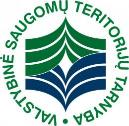 VALSTYBINĖ SAUGOMŲ TERITORIJŲ TARNYBA •